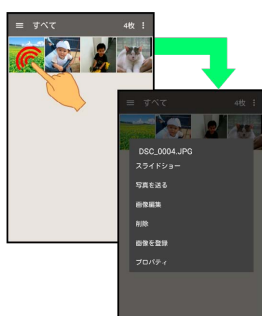 ≡ すべて 4枚 ⋮
≡ すべて 4枚 ⋮
DSC_0004.JPG
スライドショー
写真を送る
画像編集
削除
画像を登録
プロパティ